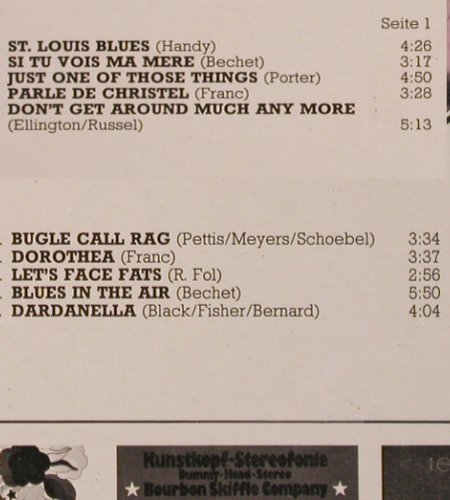 Seite 1
ST. LOUIS BLUES (Handy) 4:26
SI TU VOIS MA MERE (Bechet) 3:17
JUST ONE OF THOSE THINGS (Porter) 4:50
PARLE DE CHRISTEL (Franc) 3:28
DON'T GET AROUND MUCH ANY MORE
(Ellington/Russel) 5:13
. BUGLE CALL RAG (Pettis/Meyers/Schoebel) 3:34
. DOROTHEA (Franc) 3:37
. LET'S FACE FATS (R. Fol) 2:56
. BLUES IN THE AIR (Bechet) 5:50
. DARDANELLA (Black/Fisher/Bernard) 4:04
Kunstkopf-Stereofonie
Dummy-Head-Stereo
Bourbon Skiffle Company